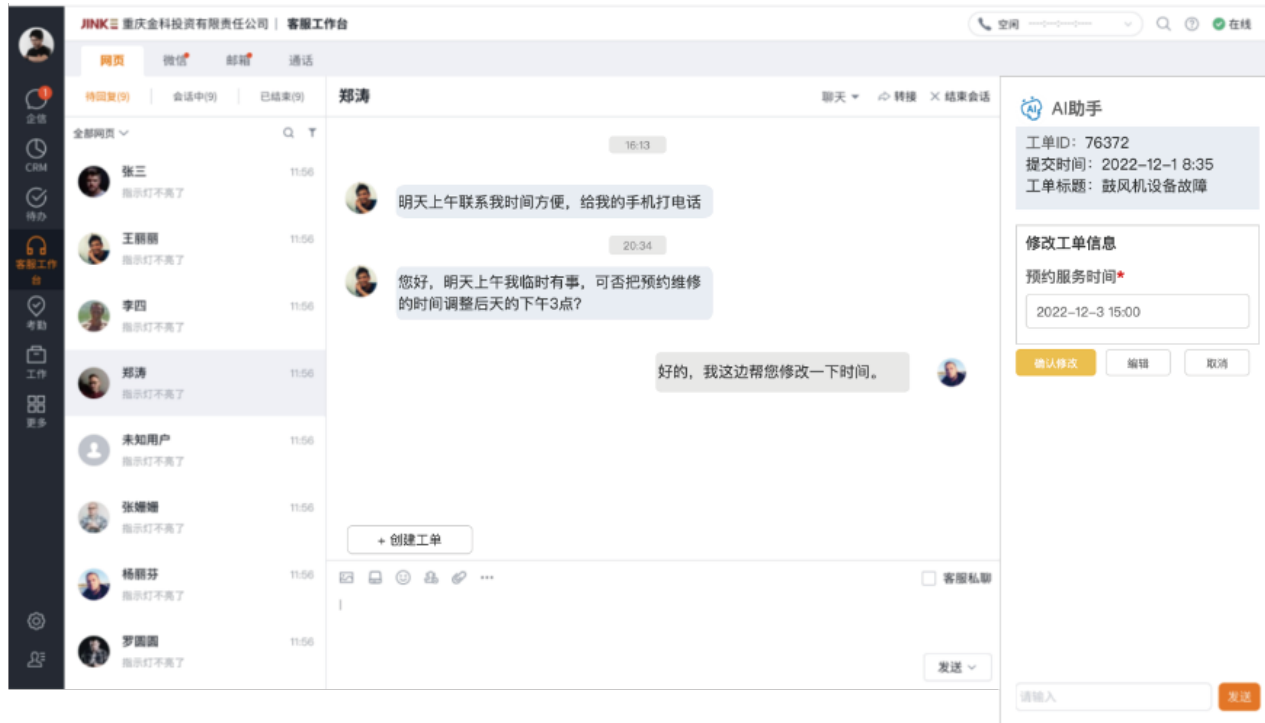 JINKE 重庆金科投资有限责任公司 | 客服工作台
空闲
在线
网页
微信
邮箱
通话
1
企信
CRM
待办
客服工作台
考勤
工作
更多
待回复(9)
会话中(9)
已结束(9)
全部网页
张三
11:56
指示灯不亮了
王丽丽
11:56
指示灯不亮了
李四
11:56
指示灯不亮了
郑涛
11:56
指示灯不亮了
未知用户
11:56
指示灯不亮了
张姗姗
11:56
指示灯不亮了
杨丽芬
11:56
指示灯不亮了
罗圆圆
11:56
指示灯不亮了
郑涛
聊天
转接
结束会话
16:13
明天上午联系我时间方便，给我的手机打电话
20:34
您好，明天上午我临时有事，可否把预约维修
的时间调整后天的下午3点?
好的，我这边帮您修改一下时间。
+ 创建工单
客服私聊
发送
AI助手
工单ID：76372
提交时间：2022-12-1 8:35
工单标题：鼓风机设备故障
修改工单信息
预约服务时间*
2022-12-3 15:00
确认修改
编辑
取消
请输入
发送